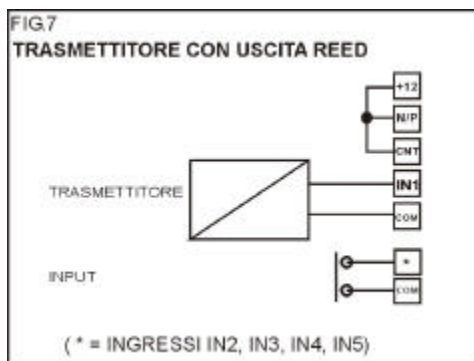 FIG.7
TRASMETTITORE CON USCITA REED
+12
N/P
CNT
IN1
TRASMETTITORE
COM
*
INPUT
COM
( * = INGRESSI IN2, IN3, IN4, IN5)